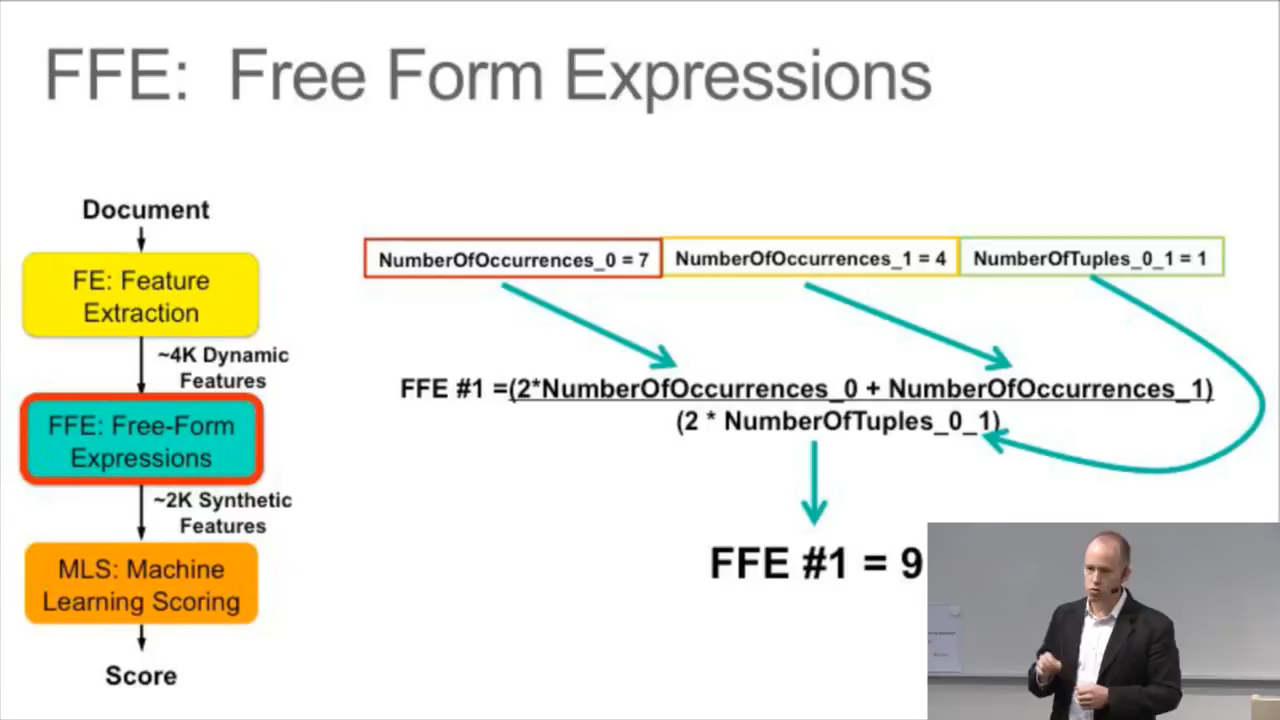 FFE: Free Form Expressions
Document
FE: Feature
Extraction
~4K Dynamic
Features
FFE: Free-Form
Expressions
~2K Synthetic
Features
MLS: Machine
Learning Scoring
Score
NumberOfOccurrences_0 = 7
NumberOfOccurrences_1 = 4
NumberOfTuples_0_1 = 1
FFE #1 =(2*NumberOfOccurrences_0 + NumberOfOccurrences_1)
(2 * NumberOfTuples_0_1)
FFE #1 = 9